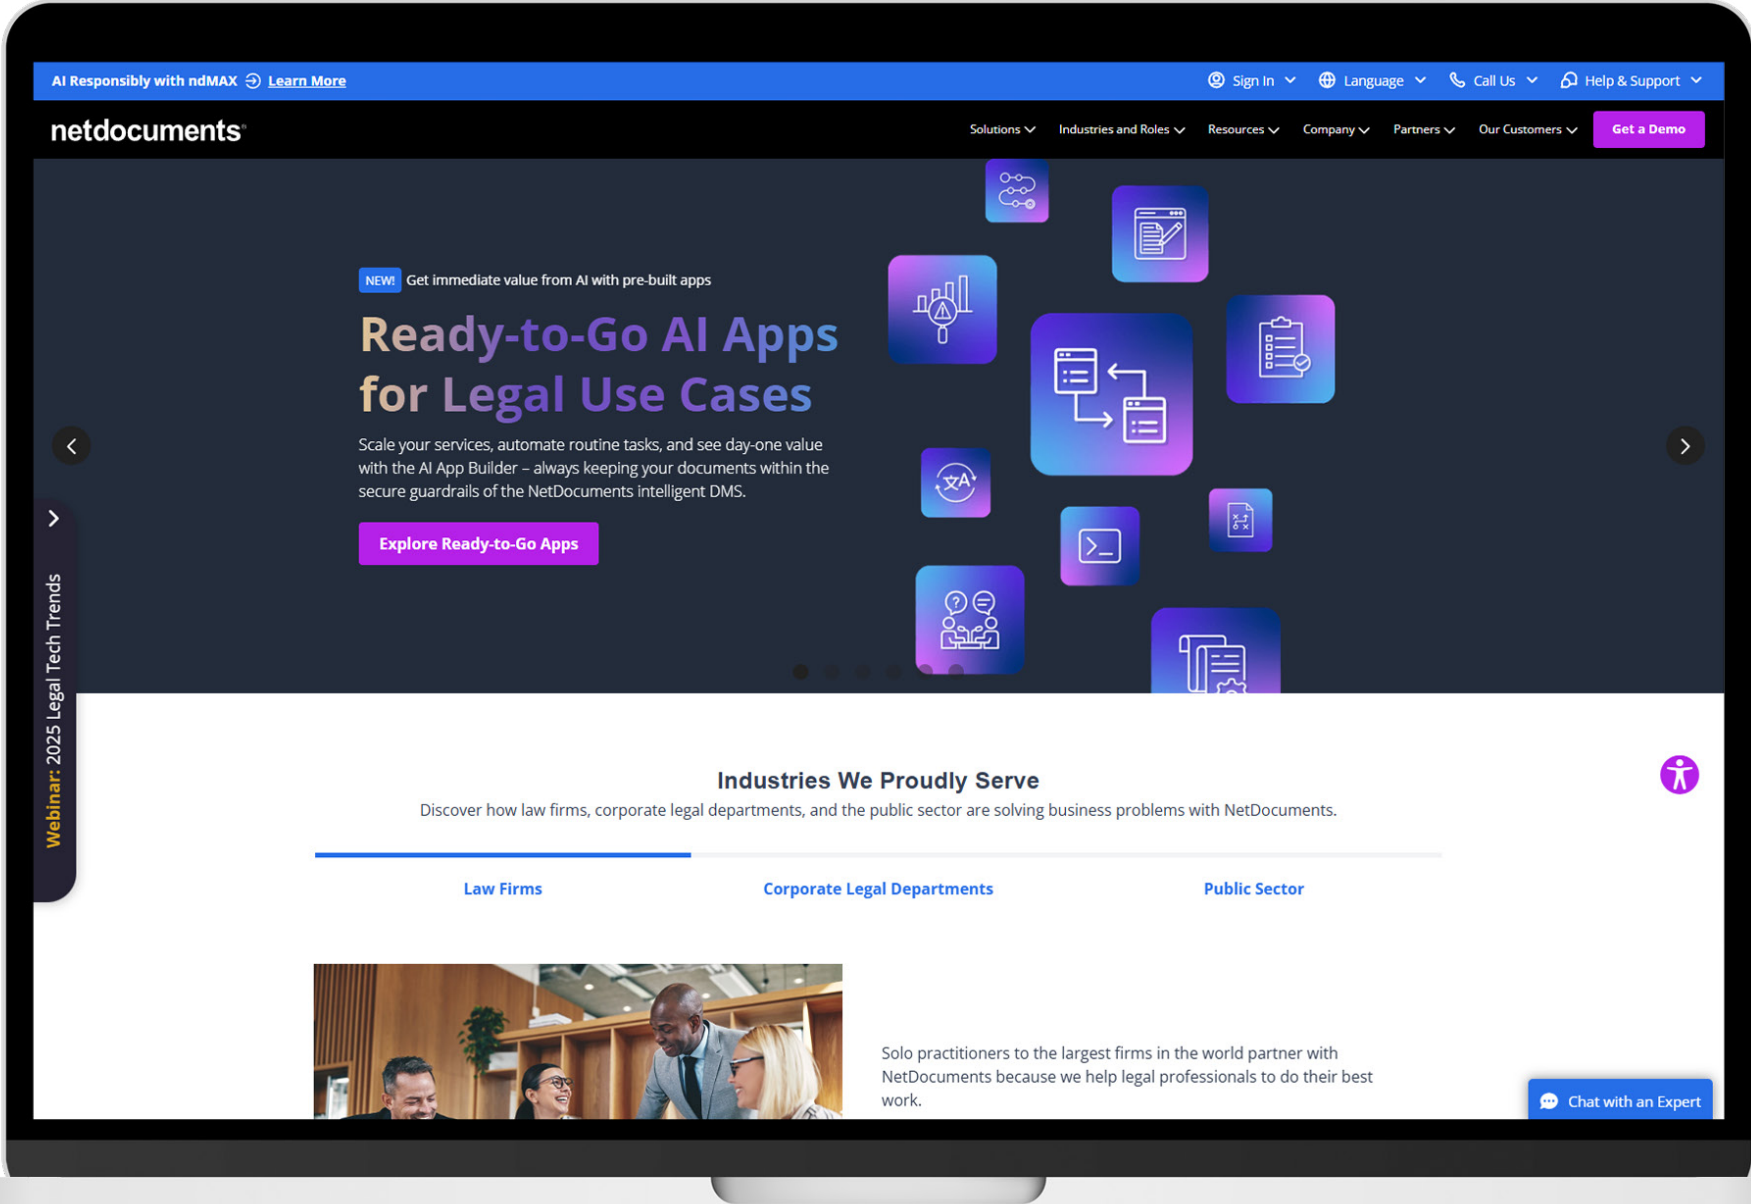 AI Responsibly with ndMAX Learn More
Sign In Language Call Us Help & Support
netdocuments®
Solutions Industries and Roles Resources Company Partners Our Customers Get a Demo
NEW! Get immediate value from AI with pre-built apps
Ready-to-Go AI Apps
for Legal Use Cases
Scale your services, automate routine tasks, and see day-one value
with the AI App Builder – always keeping your documents within the
secure guardrails of the NetDocuments intelligent DMS.
Explore Ready-to-Go Apps
文A
Webinar: 2025 Legal Tech Trends
Industries We Proudly Serve
Discover how law firms, corporate legal departments, and the public sector are solving business problems with NetDocuments.
Law Firms Corporate Legal Departments Public Sector
Solo practitioners to the largest firms in the world partner with
NetDocuments because we help legal professionals to do their best
work.
Chat with an Expert